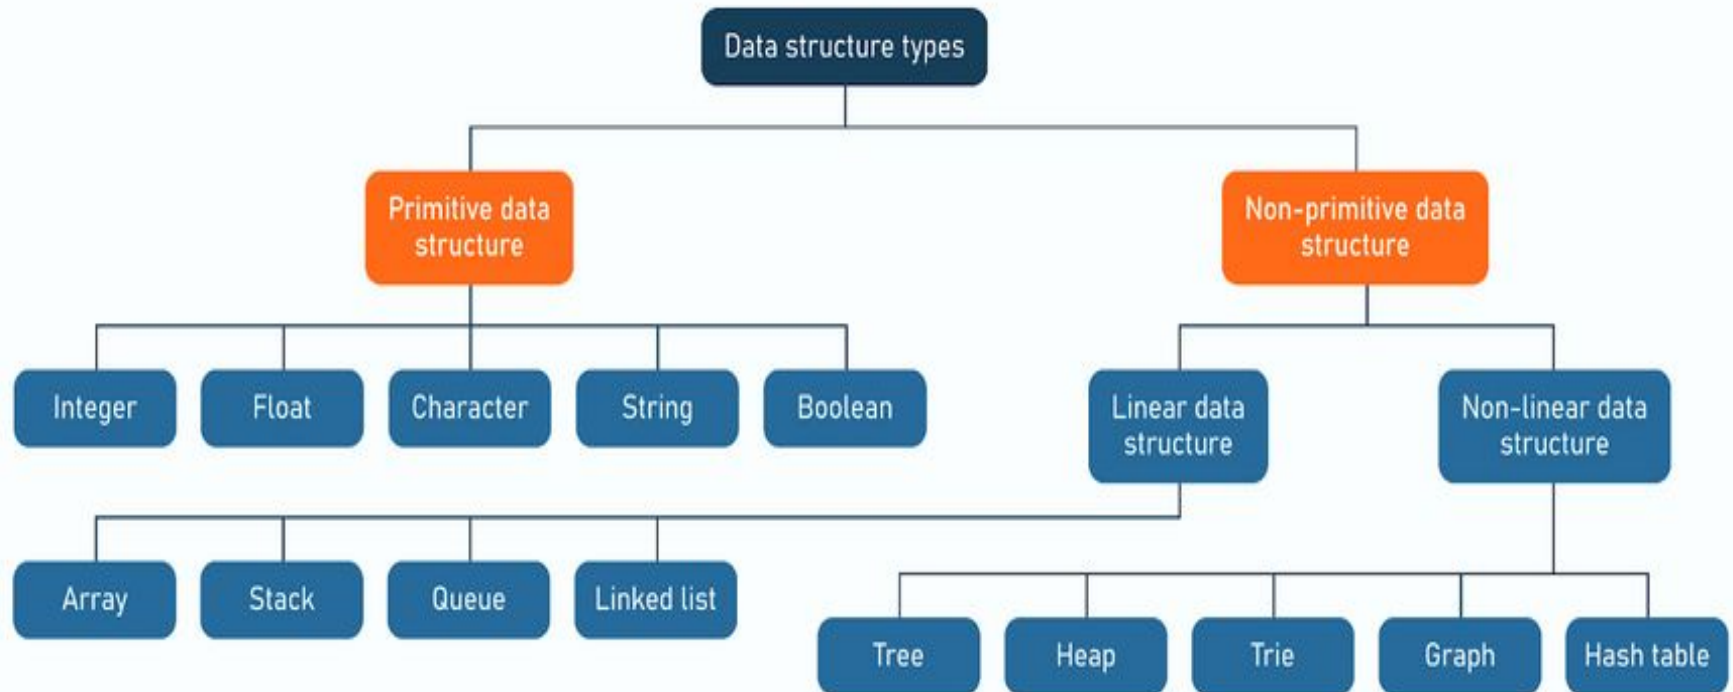 Data structure types
Primitive data
structure
Non-primitive data
structure
Integer
Float
Character
String
Boolean
Linear data
structure
Non-linear data
structure
Array
Stack
Queue
Linked list
Tree
Heap
Trie
Graph
Hash table